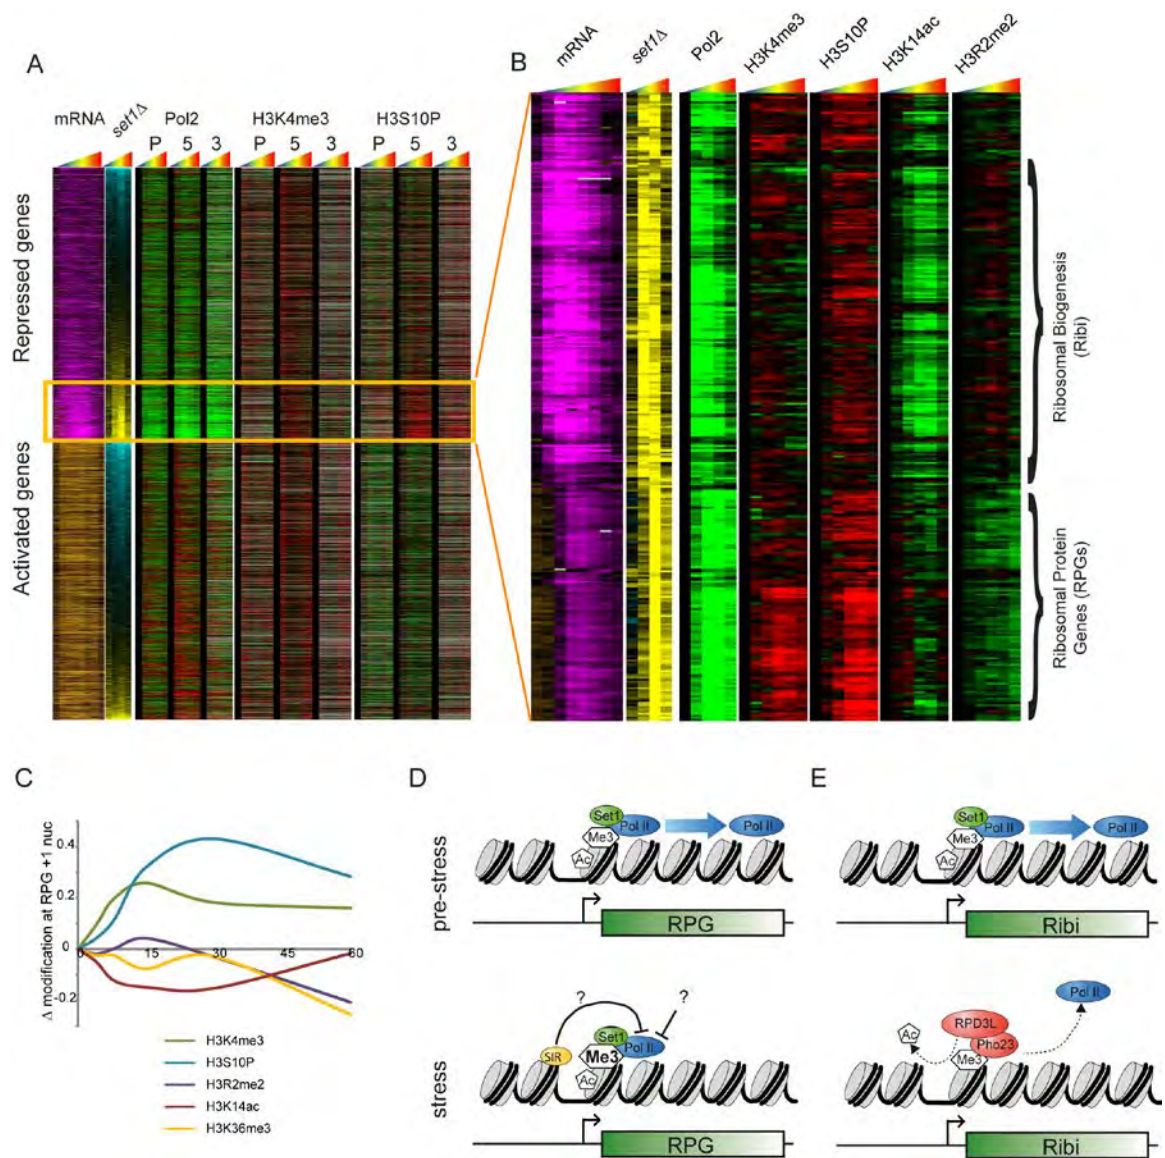 A
mRNA set1Δ Pol2 H3K4me3 H3S10P
P 5 3 P 5 3 P 5 3
Repressed genes
Activated genes
B
mRNA set1Δ Pol2 H3K4me3 H3S10P H3K14ac H3R2me2
Ribosomal Biogenesis
(Ribi)
Ribosomal Protein
Genes (RPGs)
C
Δ modification at RPG +1 nuc
0.4
0.2
0
-0.2
0 15 30 45 60
H3K4me3
H3S10P
H3R2me2
H3K14ac
H3K36me3
D
pre-stress
Set1
Me3 Pol II Pol II
Ac
RPG
stress
? ?
Set1
SIR Me3 Pol II
Ac
RPG
E
Set1
Me3 Pol II Pol II
Ac
Ribi
Pol II
Ac RPD3L
Me3 Pho23
Ribi